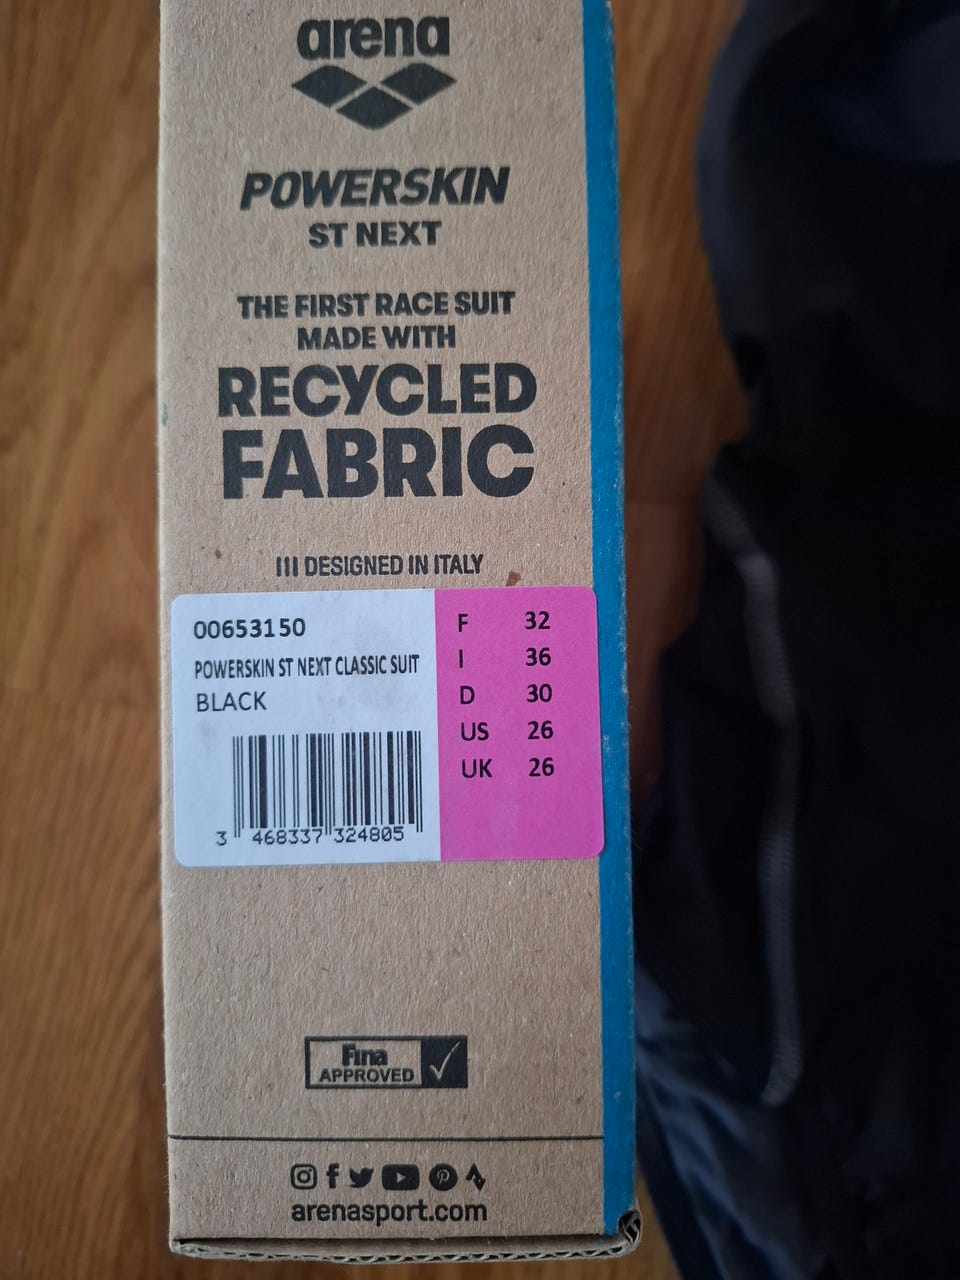 arena
POWERSKIN
ST NEXT
THE FIRST RACE SUIT
MADE WITH
RECYCLED
FABRIC
DESIGNED IN ITALY
00653150
POWERSKIN ST NEXT CLASSIC SUIT
BLACK
3 468337 324805
F 32
I 36
D 30
US 26
UK 26
Fina
APPROVED
arenasport.com